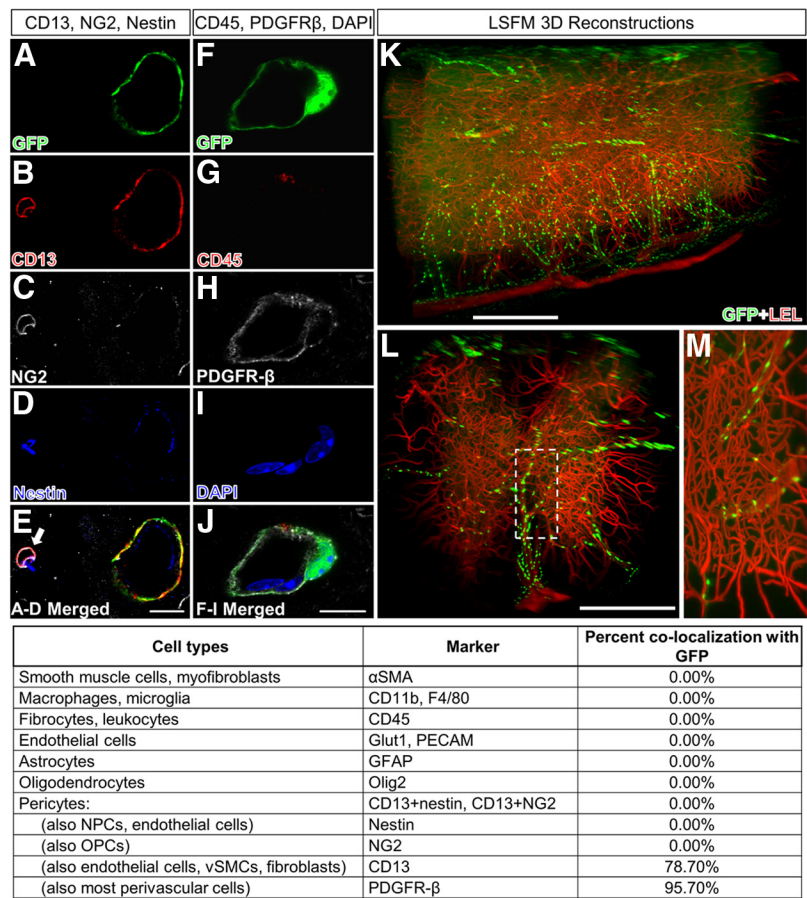 CD13, NG2, Nestin
CD45, PDGFRβ, DAPI
LSFM 3D Reconstructions
A
GFP
B
CD13
C
NG2
D
Nestin
E
A-D Merged
F
GFP
G
CD45
H
PDGFR-β
I
DAPI
J
F-I Merged
K
GFP+LEL
L
M
Cell types Marker Percent co-localization with
GFP
Smooth muscle cells, myofibroblasts αSMA 0.00%
Macrophages, microglia CD11b, F4/80 0.00%
Fibrocytes, leukocytes CD45 0.00%
Endothelial cells Glut1, PECAM 0.00%
Astrocytes GFAP 0.00%
Oligodendrocytes Olig2 0.00%
Pericytes: CD13+nestin, CD13+NG2 0.00%
(also NPCs, endothelial cells) Nestin 0.00%
(also OPCs) NG2 0.00%
(also endothelial cells, vSMCs, fibroblasts) CD13 78.70%
(also most perivascular cells) PDGFR-β 95.70%